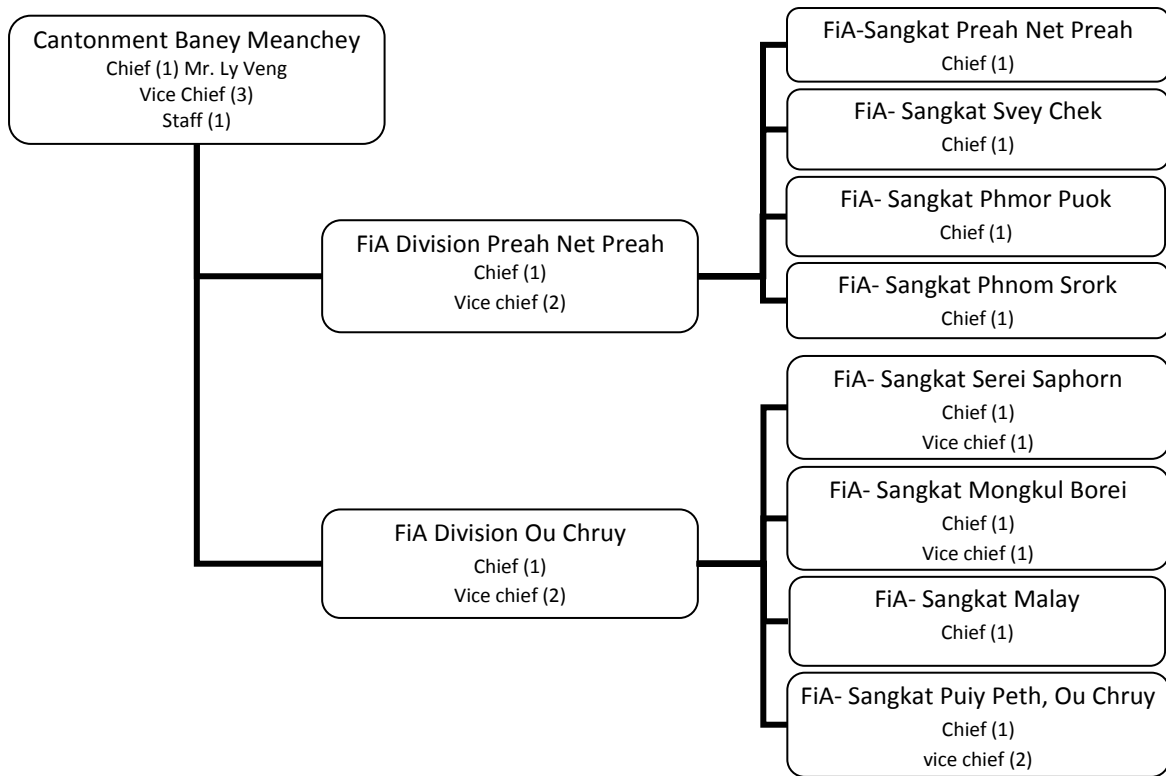 Cantonment Baney Meanchey
Chief (1) Mr. Ly Veng
Vice Chief (3)
Staff (1)
FiA Division Preah Net Preah
Chief (1)
Vice chief (2)
FiA-Sangkat Preah Net Preah
Chief (1)
FiA- Sangkat Svey Chek
Chief (1)
FiA- Sangkat Phmor Puok
Chief (1)
FiA- Sangkat Phnom Srork
Chief (1)
FiA Division Ou Chruy
Chief (1)
Vice chief (2)
FiA- Sangkat Serei Saphorn
Chief (1)
Vice chief (1)
FiA- Sangkat Mongkul Borei
Chief (1)
Vice chief (1)
FiA- Sangkat Malay
Chief (1)
FiA- Sangkat Puiy Peth, Ou Chruy
Chief (1)
vice chief (2)